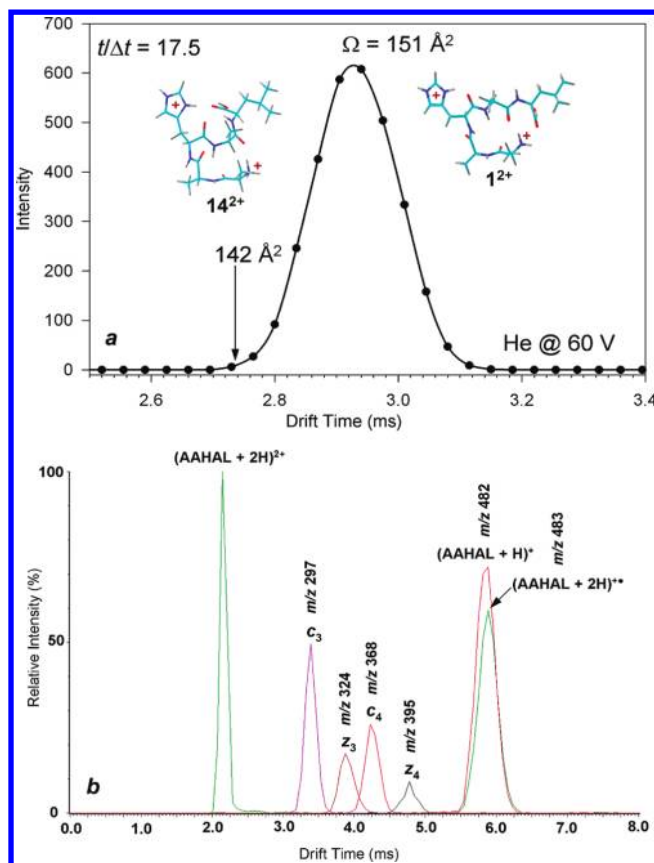 700
600
500
400
300
200
100
0
Intensity
t/Δt = 17.5
Ω = 151 Å²
14²⁺
1²⁺
142 Å²
a
He @ 60 V
2.6 2.8 3.0 3.2 3.4
Drift Time (ms)
100
50
0
Relative Intensity (%)
(AAHAL + 2H)²⁺
m/z 297
c₃
m/z 324
z₃
m/z 368
c₄
m/z 395
z₄
m/z 482
(AAHAL + H)⁺
m/z 483
(AAHAL + 2H)⁺•
b
0.0 1.0 2.0 3.0 4.0 5.0 6.0 7.0 8.0
Drift Time (ms)